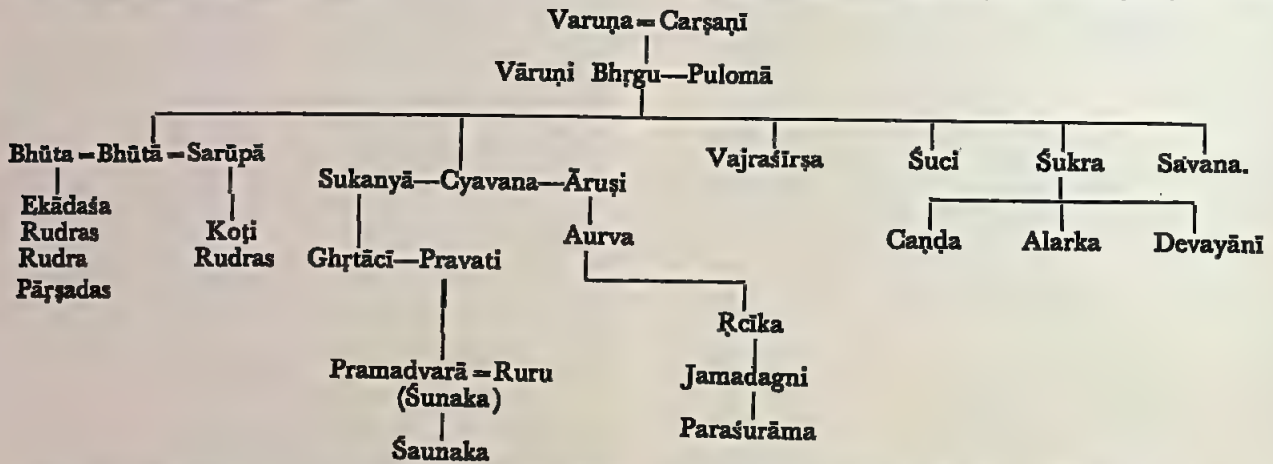 Varuṇa = Carṣaṇī
Vāruṇi Bhṛgu—Pulomā
Bhūta = Bhūtā = Sarūpā
Ekādaśa
Rudras
Rudra
Pārṣadas
Koṭi
Rudras
Sukanyā—Cyavana—Āruṣi
Ghṛtācī—Pravati
Aurva
Pramadvarā = Ruru
(Śunaka)
Śaunaka
Ṛcīka
Jamadagni
Paraśurāma
Vajraśīrṣa
Śuci
Śukra
Savana.
Caṇḍa
Alarka
Devayānī